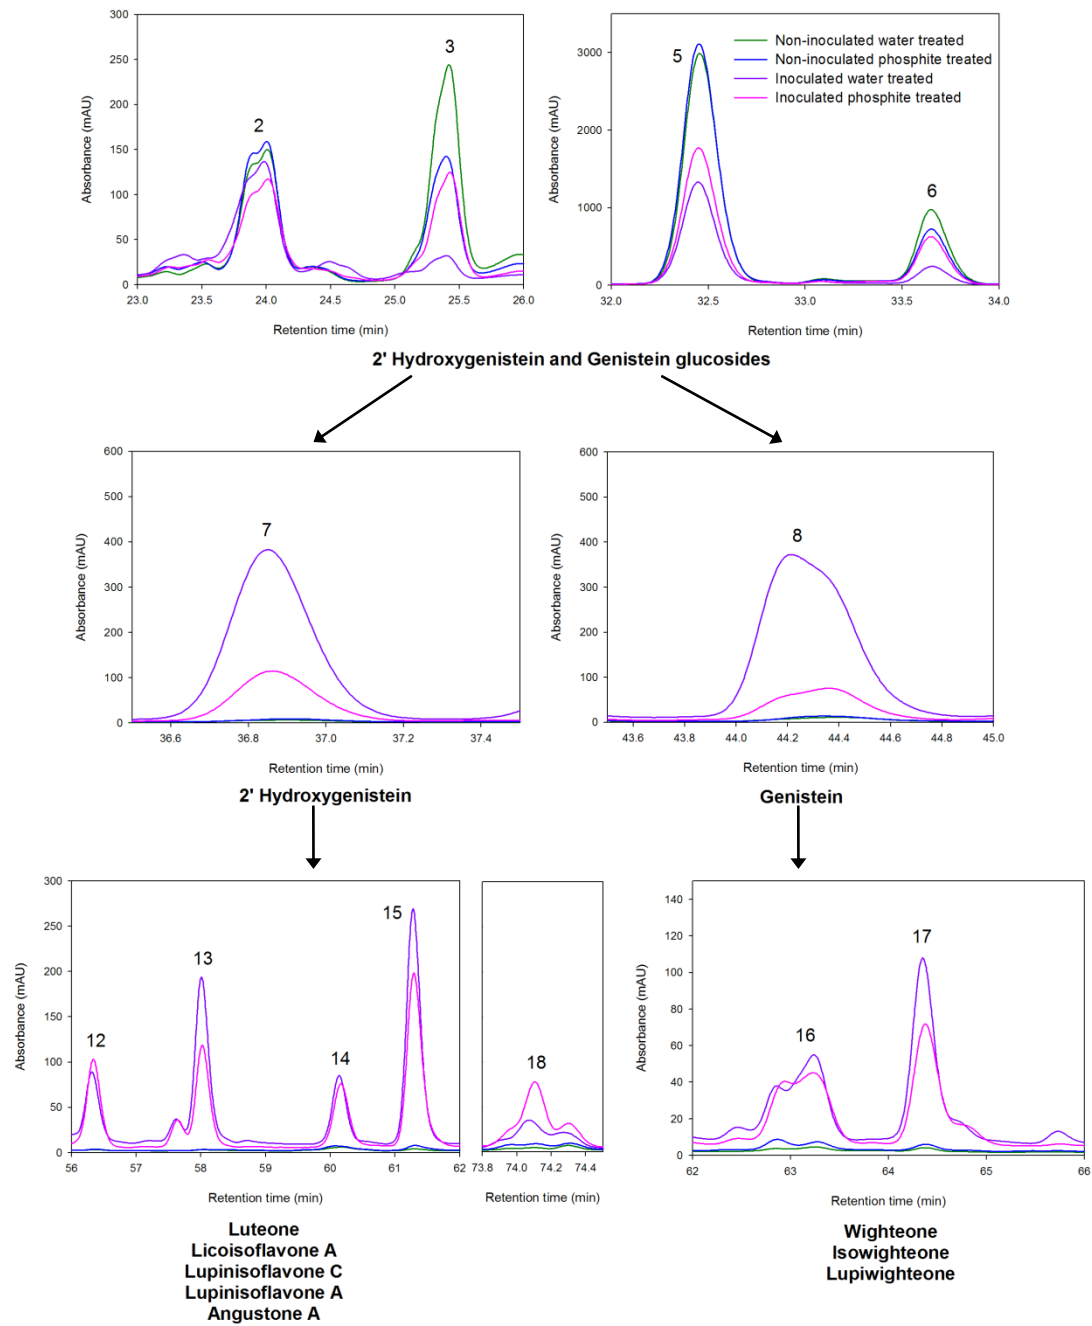 300
250
200
150
100
50
0
Absorbance (mAU)
2
3
23.0 23.5 24.0 24.5 25.0 25.5 26.0
Retention time (min)
3000
2000
1000
0
Absorbance (mAU)
5
6
Non-inoculated water treated
Non-inoculated phosphite treated
Inoculated water treated
Inoculated phosphite treated
32.0 32.5 33.0 33.5 34.0
Retention time (min)
2' Hydroxygenistein and Genistein glucosides
600
500
400
300
200
100
0
Absorbance (mAU)
7
36.6 36.8 37.0 37.2 37.4
Retention time (min)
2' Hydroxygenistein
600
500
400
300
200
100
0
Absorbance (mAU)
8
43.6 43.8 44.0 44.2 44.4 44.6 44.8 45.0
Retention time (min)
Genistein
300
250
200
150
100
50
0
Absorbance (mAU)
12
13
14
15
56 57 58 59 60 61 62
Retention time (min)
18
73.8 74.0 74.2 74.4
Retention time (min)
Luteone
Licoisoflavone A
Lupinisoflavone C
Lupinisoflavone A
Angustone A
140
120
100
80
60
40
20
0
Absorbance (mAU)
16
17
62 63 64 65 66
Retention time (min)
Wighteone
Isowighteone
Lupiwighteone